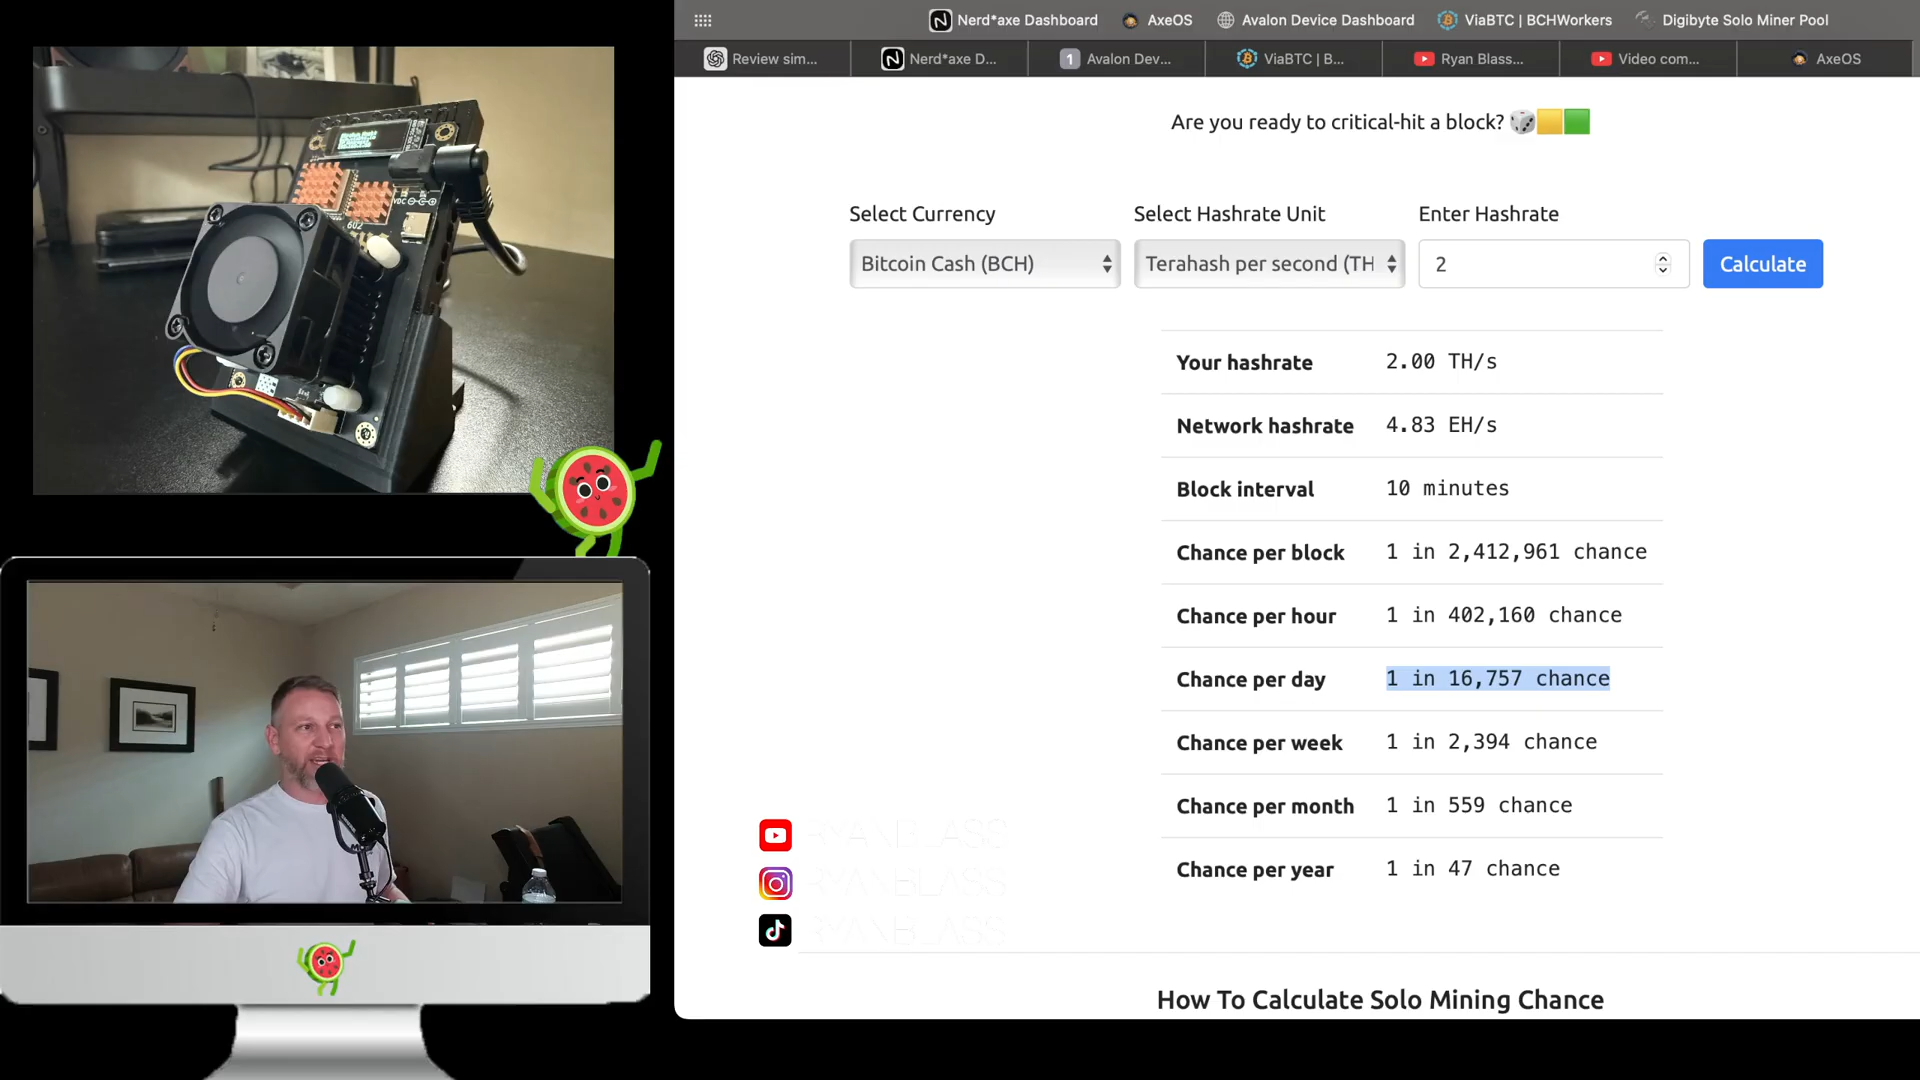 Nerd*axe Dashboard
AxeOS
Avalon Device Dashboard
ViaBTC | BCHWorkers
Digibyte Solo Miner Pool
Review sim...
Nerd*axe D...
1 Avalon Dev...
ViaBTC | B...
Ryan Blass...
Video com...
AxeOS
Are you ready to critical-hit a block?
Select Currency
Select Hashrate Unit
Enter Hashrate
Bitcoin Cash (BCH)
Terahash per second (TH
2
Calculate
Your hashrate 2.00 TH/s
Network hashrate 4.83 EH/s
Block interval 10 minutes
Chance per block 1 in 2,412,961 chance
Chance per hour 1 in 402,160 chance
Chance per day 1 in 16,757 chance
Chance per week 1 in 2,394 chance
Chance per month 1 in 559 chance
Chance per year 1 in 47 chance
RYANBLASS
RYANBLASS
RYANBLASS
How To Calculate Solo Mining Chance
602